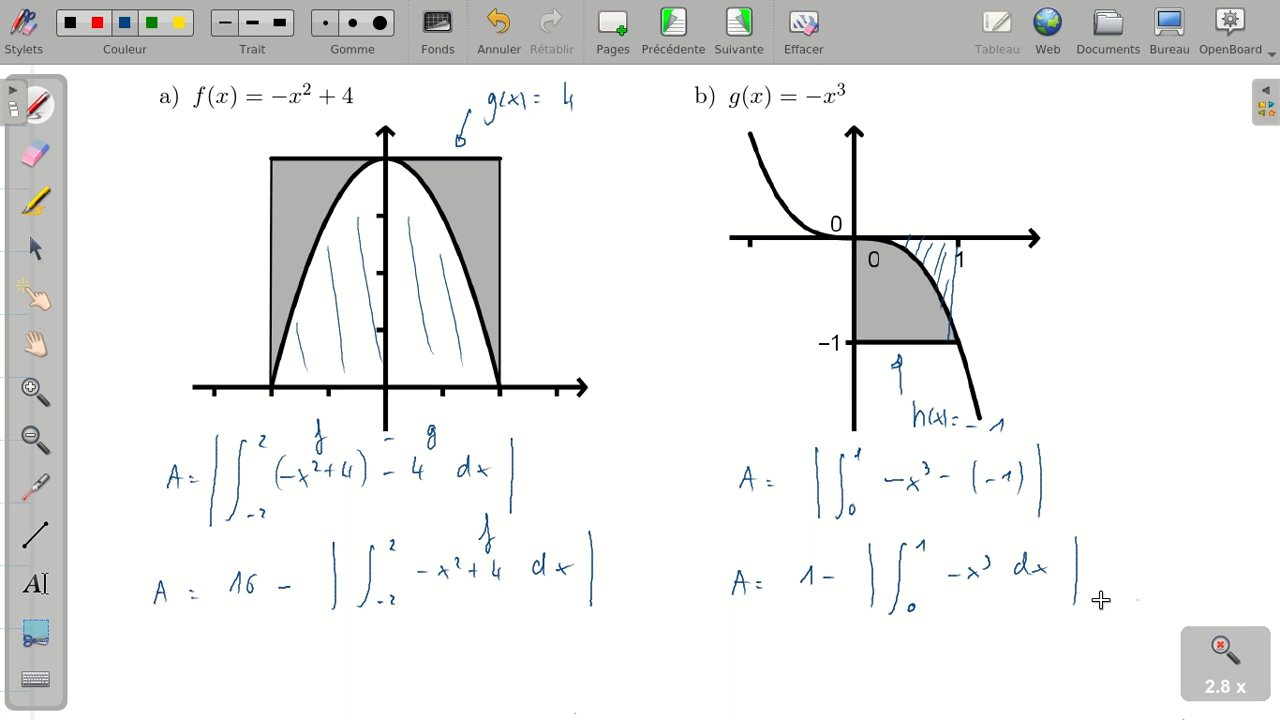 Stylets Couleur Trait Gomme Fonds Annuler Rétablir Pages Précédente Suivante Effacer Tableau Web Documents Bureau OpenBoard
a) f(x) = −x² + 4
g(x) = 4
b) g(x) = −x³
0
0
1
−1
h(x) = −1
f − g
A = |∫₋₂² (−x²+4) − 4 dx|
A = |∫₀¹ −x³ − (−1)|
f
A = 16 − |∫₋₂² −x²+4 dx|
A = 1 − |∫₀¹ −x³ dx|
AI
2.8 x